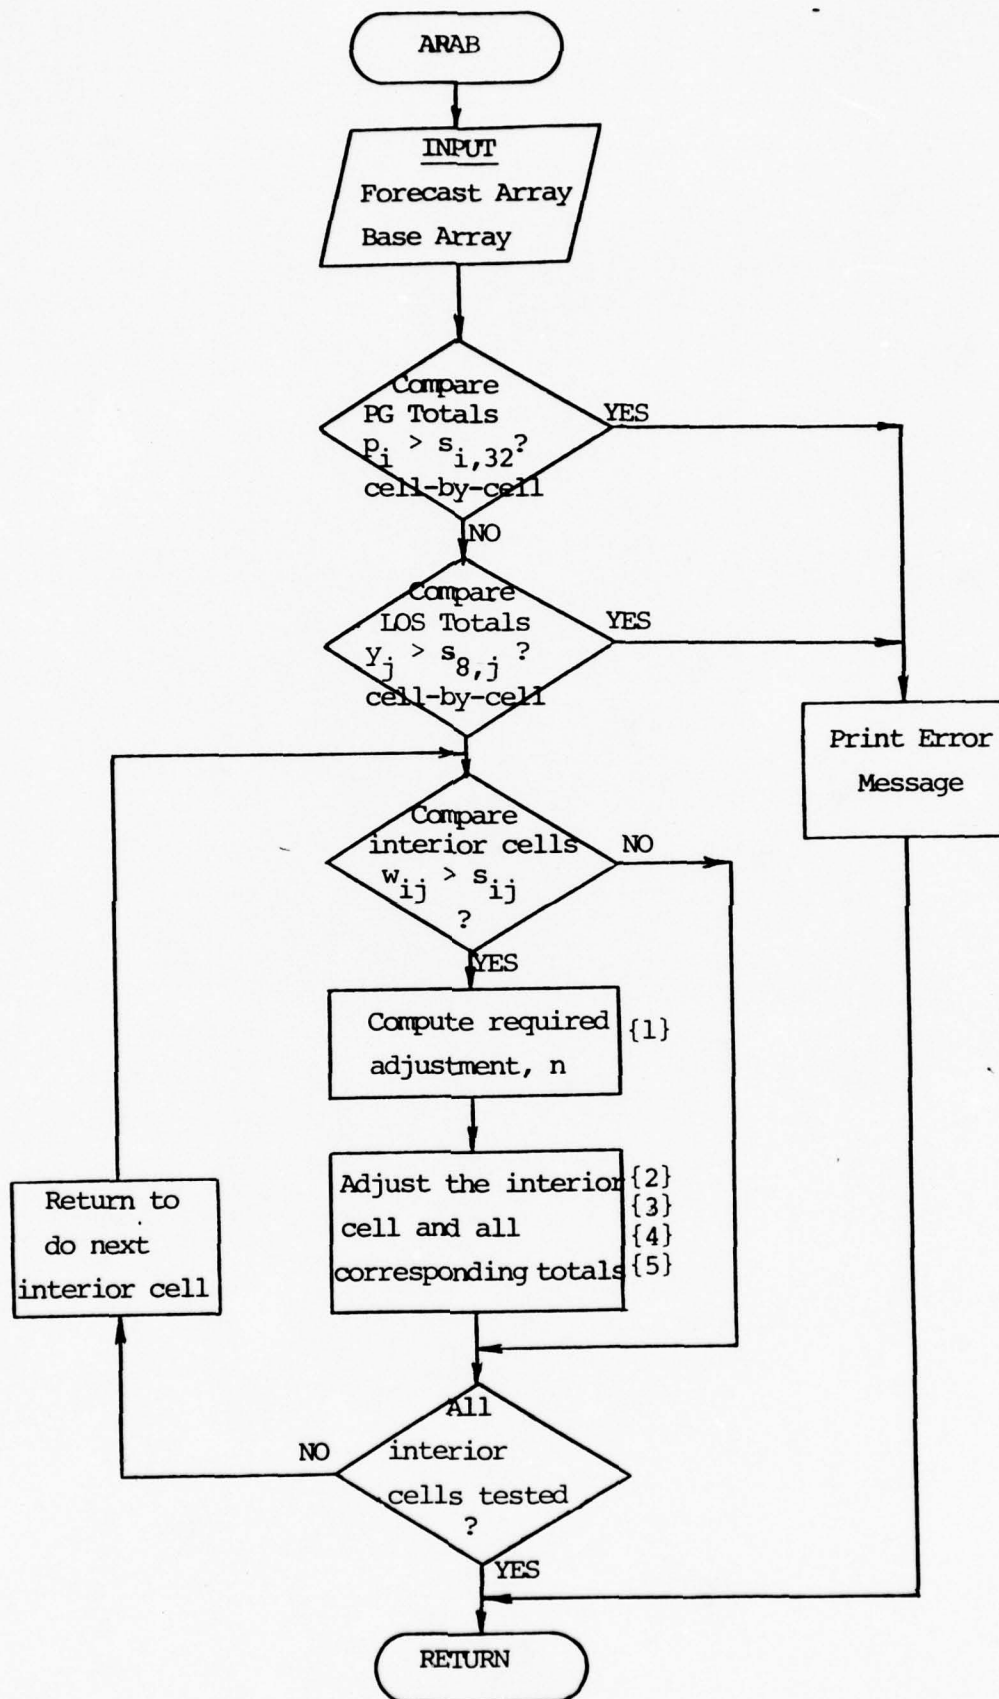 ARAB
INPUT
Forecast Array
Base Array
Compare
PG Totals
p_i > s_i,32?
cell-by-cell
YES
NO
Compare
LOS Totals
y_j > s_8,j ?
cell-by-cell
YES
Print Error
Message
Compare
interior cells
w_ij > s_ij
?
NO
YES
Compute required
adjustment, n
{1}
Adjust the interior
cell and all
corresponding totals
{2}
{3}
{4}
{5}
Return to
do next
interior cell
All
interior
cells tested
?
NO
YES
RETURN